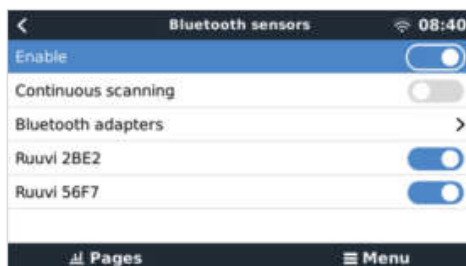 Bluetooth sensors 08:40
Enable
Continuous scanning
Bluetooth adapters
Ruuvi 2BE2
Ruuvi 56F7
Pages Menu